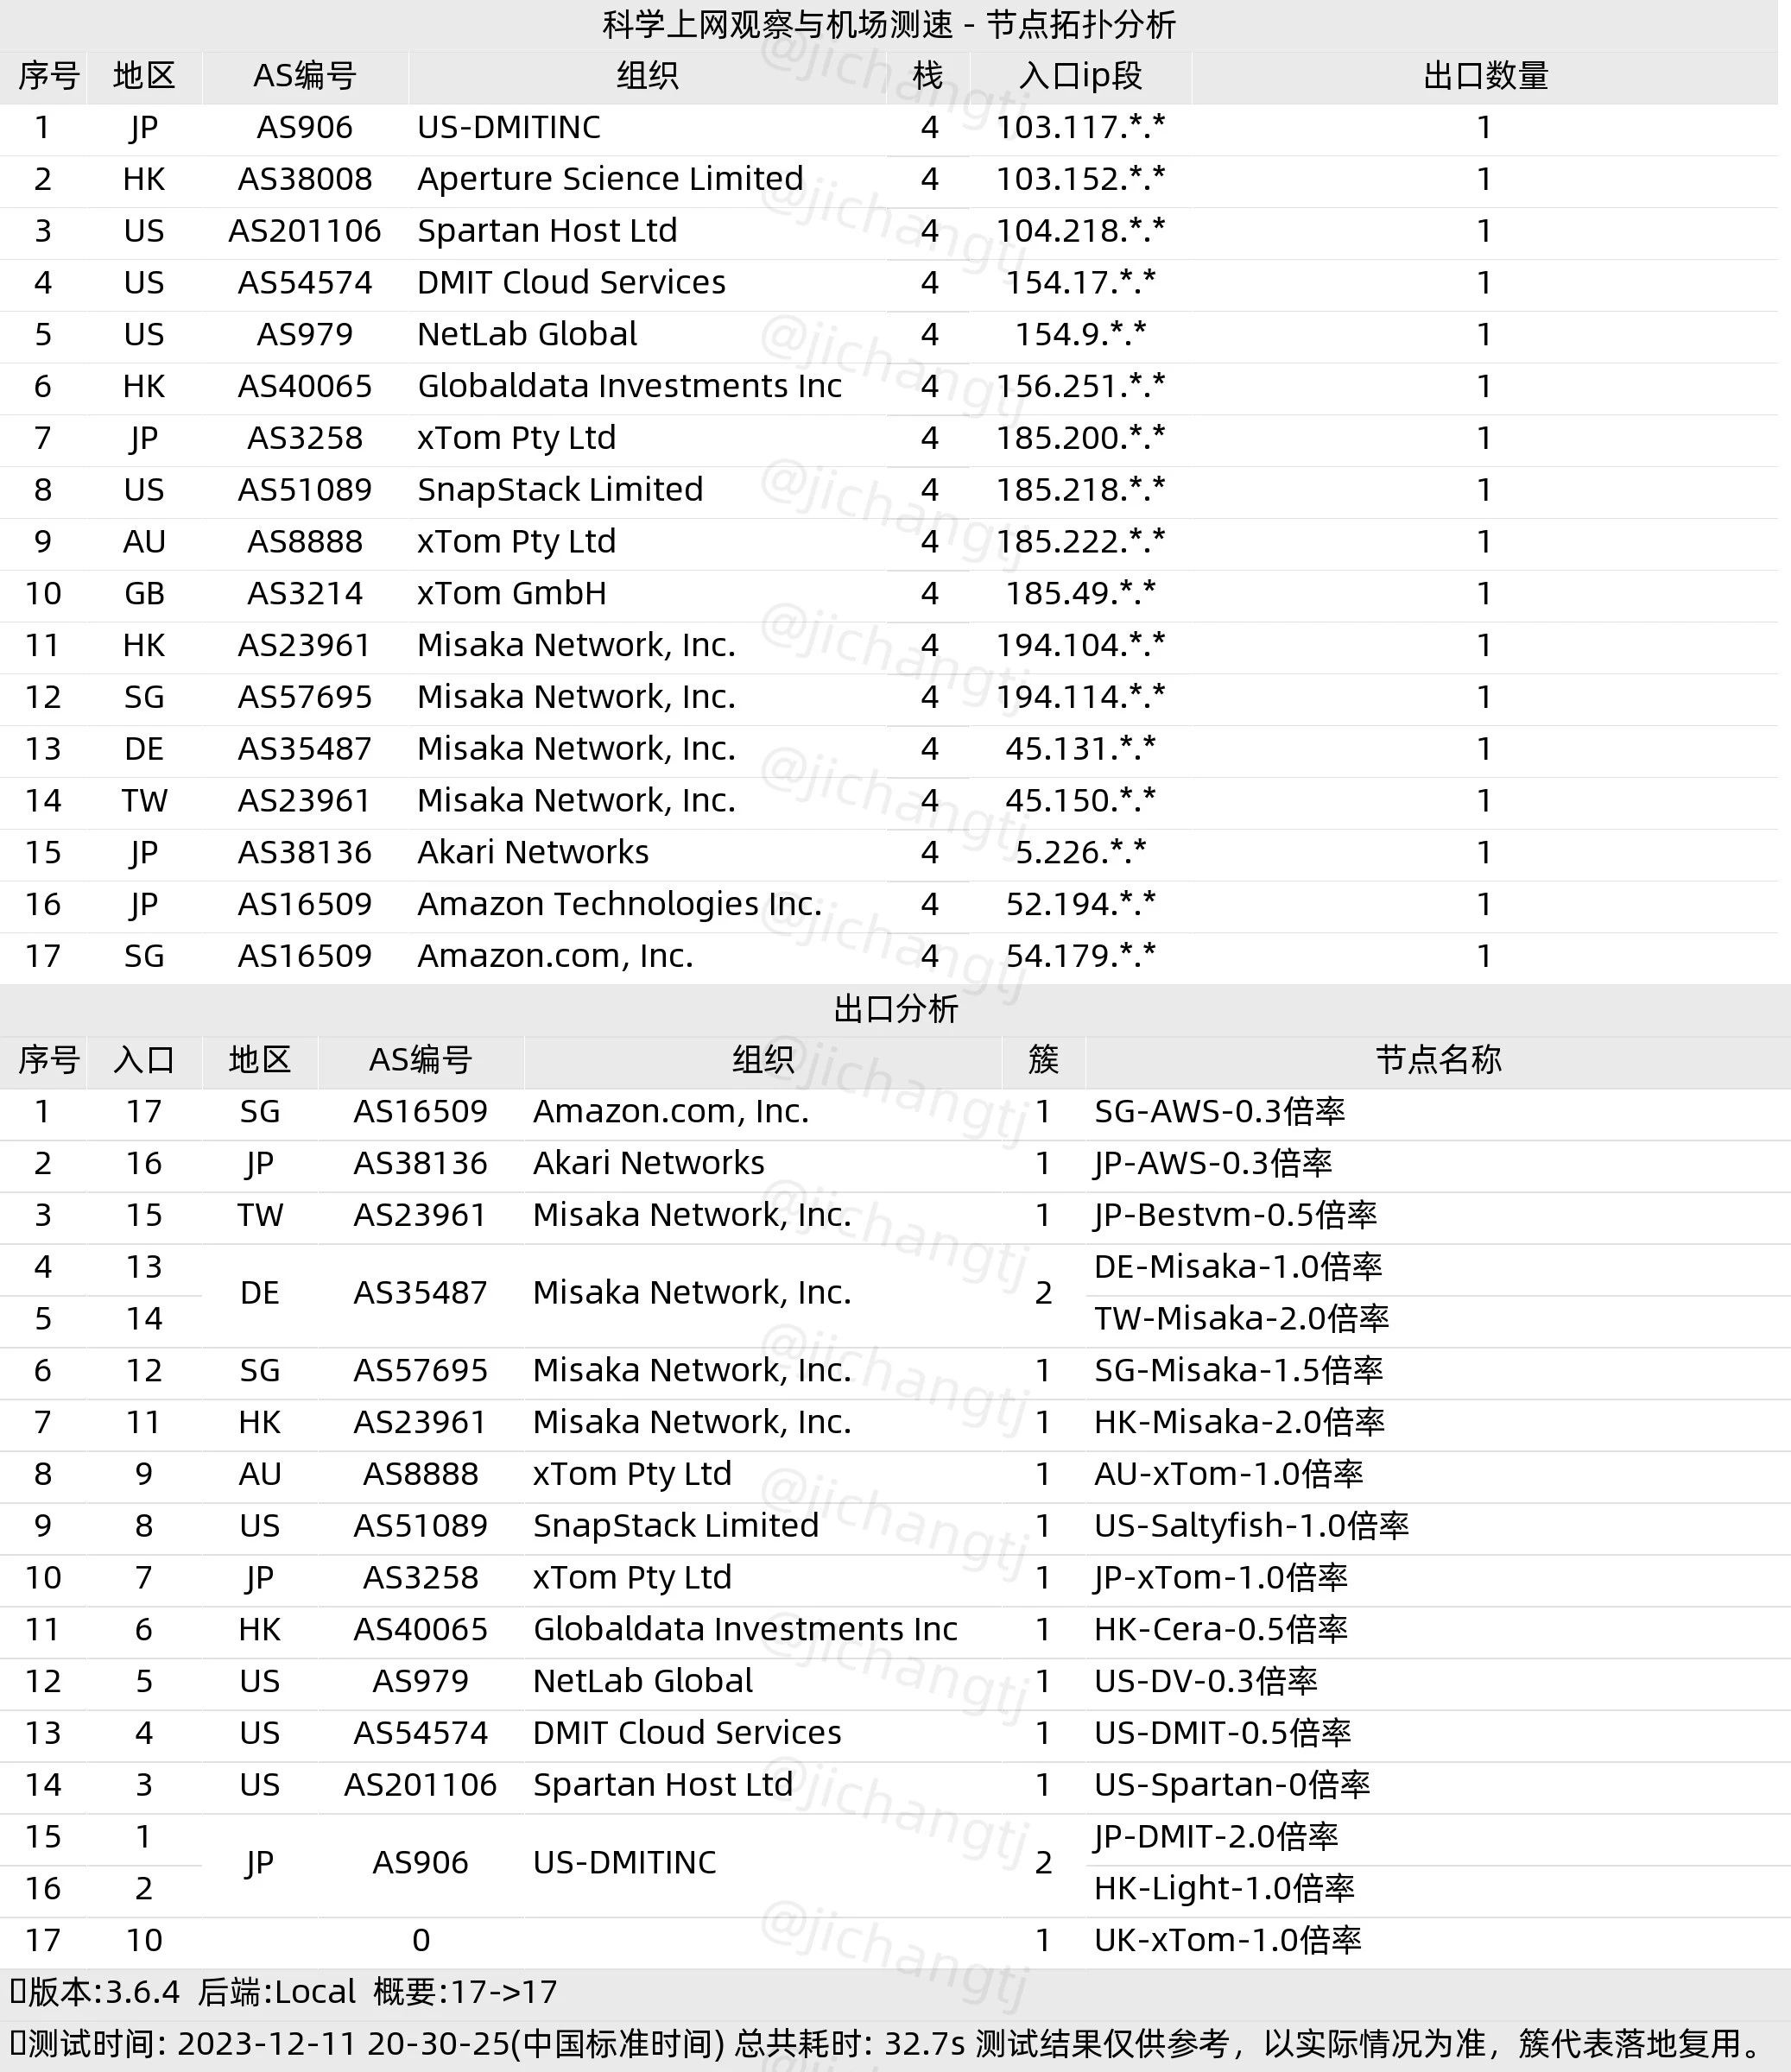 科学上网观察与机场测速 - 节点拓扑分析
序号 地区 AS编号 组织 栈 入口ip段 出口数量
1 JP AS906 US-DMITINC 4 103.117.*.* 1
2 HK AS38008 Aperture Science Limited 4 103.152.*.* 1
3 US AS201106 Spartan Host Ltd 4 104.218.*.* 1
4 US AS54574 DMIT Cloud Services 4 154.17.*.* 1
5 US AS979 NetLab Global 4 154.9.*.* 1
6 HK AS40065 Globaldata Investments Inc 4 156.251.*.* 1
7 JP AS3258 xTom Pty Ltd 4 185.200.*.* 1
8 US AS51089 SnapStack Limited 4 185.218.*.* 1
9 AU AS8888 xTom Pty Ltd 4 185.222.*.* 1
10 GB AS3214 xTom GmbH 4 185.49.*.* 1
11 HK AS23961 Misaka Network, Inc. 4 194.104.*.* 1
12 SG AS57695 Misaka Network, Inc. 4 194.114.*.* 1
13 DE AS35487 Misaka Network, Inc. 4 45.131.*.* 1
14 TW AS23961 Misaka Network, Inc. 4 45.150.*.* 1
15 JP AS38136 Akari Networks 4 5.226.*.* 1
16 JP AS16509 Amazon Technologies Inc. 4 52.194.*.* 1
17 SG AS16509 Amazon.com, Inc. 4 54.179.*.* 1
出口分析
序号 入口 地区 AS编号 组织 簇 节点名称
1 17 SG AS16509 Amazon.com, Inc. 1 SG-AWS-0.3倍率
2 16 JP AS38136 Akari Networks 1 JP-AWS-0.3倍率
3 15 TW AS23961 Misaka Network, Inc. 1 JP-Bestvm-0.5倍率
4 13 DE AS35487 Misaka Network, Inc. 2 DE-Misaka-1.0倍率
5 14 TW-Misaka-2.0倍率
6 12 SG AS57695 Misaka Network, Inc. 1 SG-Misaka-1.5倍率
7 11 HK AS23961 Misaka Network, Inc. 1 HK-Misaka-2.0倍率
8 9 AU AS8888 xTom Pty Ltd 1 AU-xTom-1.0倍率
9 8 US AS51089 SnapStack Limited 1 US-Saltyfish-1.0倍率
10 7 JP AS3258 xTom Pty Ltd 1 JP-xTom-1.0倍率
11 6 HK AS40065 Globaldata Investments Inc 1 HK-Cera-0.5倍率
12 5 US AS979 NetLab Global 1 US-DV-0.3倍率
13 4 US AS54574 DMIT Cloud Services 1 US-DMIT-0.5倍率
14 3 US AS201106 Spartan Host Ltd 1 US-Spartan-0倍率
15 1 JP AS906 US-DMITINC 2 JP-DMIT-2.0倍率
16 2 HK-Light-1.0倍率
17 10 0 1 UK-xTom-1.0倍率
版本:3.6.4 后端:Local 概要:17->17
测试时间: 2023-12-11 20-30-25(中国标准时间) 总共耗时: 32.7s 测试结果仅供参考，以实际情况为准，簇代表落地复用。
@jichangtj
@jichangtj
@jichangtj
@jichangtj
@jichangtj
@jichangtj
@jichangtj
@jichangtj
@jichangtj
@jichangtj
@jichangtj
@jichangtj
@jichangtj
@jichangtj